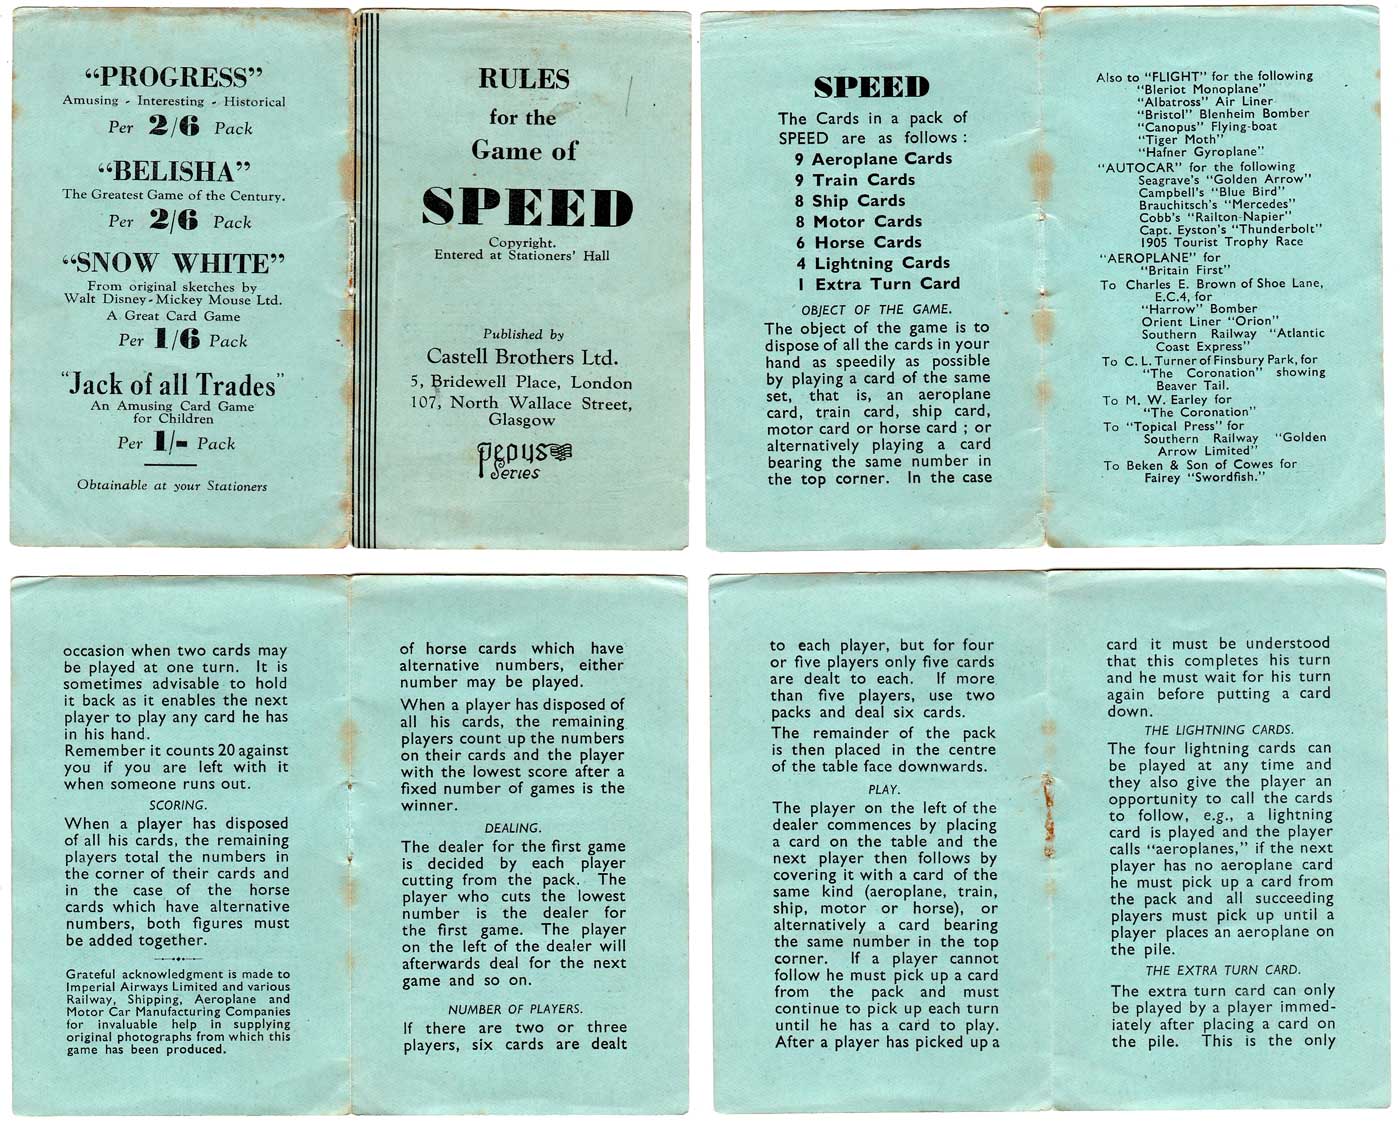 “PROGRESS”
Amusing - Interesting - Historical
Per 2/6 Pack
“BELISHA”
The Greatest Game of the Century.
Per 2/6 Pack
“SNOW WHITE”
From original sketches by
Walt Disney-Mickey Mouse Ltd.
A Great Card Game
Per 1/6 Pack
"Jack of all Trades"
An Amusing Card Game
for Children
Per 1/- Pack
Obtainable at your Stationers
RULES
for the
Game of
SPEED
Copyright.
Entered at Stationers' Hall
Published by
Castell Brothers Ltd.
5, Bridewell Place, London
107, North Wallace Street,
Glasgow
Pepys
Series
SPEED
The Cards in a pack of
SPEED are as follows :
9 Aeroplane Cards
9 Train Cards
8 Ship Cards
8 Motor Cards
6 Horse Cards
4 Lightning Cards
1 Extra Turn Card
OBJECT OF THE GAME.
The object of the game is to
dispose of all the cards in your
hand as speedily as possible
by playing a card of the same
set, that is, an aeroplane
card, train card, ship card,
motor card or horse card ; or
alternatively playing a card
bearing the same number in
the top corner. In the case
Also to "FLIGHT" for the following
"Bleriot Monoplane"
"Albatross" Air Liner
"Bristol" Blenheim Bomber
"Canopus" Flying-boat
"Tiger Moth"
"Hafner Gyroplane"
"AUTOCAR" for the following
Seagrave's "Golden Arrow"
Campbell's "Blue Bird"
Brauchitsch's "Mercedes"
Cobb's "Railton-Napier"
Capt. Eyston's "Thunderbolt"
1905 Tourist Trophy Race
"AEROPLANE" for
"Britain First"
To Charles E. Brown of Shoe Lane,
E.C.4, for
"Harrow" Bomber
Orient Liner "Orion"
Southern Railway "Atlantic
Coast Express"
To C. L. Turner of Finsbury Park, for
"The Coronation" showing
Beaver Tail.
To M. W. Earley for
"The Coronation"
To "Topical Press" for
Southern Railway "Golden
Arrow Limited"
To Beken & Son of Cowes for
Fairey "Swordfish."
occasion when two cards may
be played at one turn. It is
sometimes advisable to hold
it back as it enables the next
player to play any card he has
in his hand.
Remember it counts 20 against
you if you are left with it
when someone runs out.
SCORING.
When a player has disposed
of all his cards, the remaining
players total the numbers in
the corner of their cards and
in the case of the horse
cards which have alternative
numbers, both figures must
be added together.
Grateful acknowledgment is made to
Imperial Airways Limited and various
Railway, Shipping, Aeroplane and
Motor Car Manufacturing Companies
for invaluable help in supplying
original photographs from which this
game has been produced.
of horse cards which have
alternative numbers, either
number may be played.
When a player has disposed of
all his cards, the remaining
players count up the numbers
on their cards and the player
with the lowest score after a
fixed number of games is the
winner.
DEALING.
The dealer for the first game
is decided by each player
cutting from the pack. The
player who cuts the lowest
number is the dealer for
the first game. The player
on the left of the dealer will
afterwards deal for the next
game and so on.
NUMBER OF PLAYERS.
If there are two or three
players, six cards are dealt
to each player, but for four
or five players only five cards
are dealt to each. If more
than five players, use two
packs and deal six cards.
The remainder of the pack
is then placed in the centre
of the table face downwards.
PLAY.
The player on the left of the
dealer commences by placing
a card on the table and the
next player then follows by
covering it with a card of the
same kind (aeroplane, train,
ship, motor or horse), or
alternatively a card bearing
the same number in the top
corner. If a player cannot
follow he must pick up a card
from the pack and must
continue to pick up each turn
until he has a card to play.
After a player has picked up a
card it must be understood
that this completes his turn
and he must wait for his turn
again before putting a card
down.
THE LIGHTNING CARDS.
The four lightning cards can
be played at any time and
they also give the player an
opportunity to call the cards
to follow, e.g., a lightning
card is played and the player
calls "aeroplanes," if the next
player has no aeroplane card
he must pick up a card from
the pack and all succeeding
players must pick up until a
player places an aeroplane on
the pile.
THE EXTRA TURN CARD.
The extra turn card can only
be played by a player immed-
iately after placing a card on
the pile. This is the only